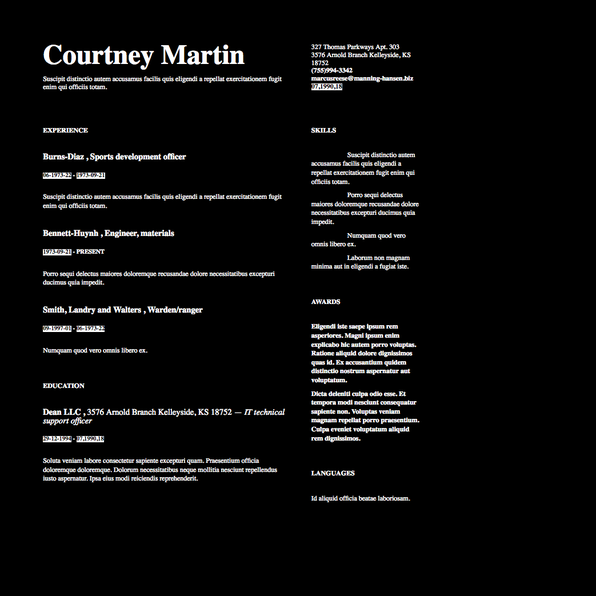 Courtney Martin
Suscipit distinctio autem accusamus facilis quis eligendi a repellat exercitationem fugit
enim qui officiis totam.
327 Thomas Parkways Apt. 303
3576 Arnold Branch Kelleyside, KS
18752
(755)994-3342
marcusreese@manning-hansen.biz
07.1990.18
EXPERIENCE
Burns-Diaz , Sports development officer
06-1973-22 - 1973-09-21
Suscipit distinctio autem accusamus facilis quis eligendi a repellat exercitationem fugit
enim qui officiis totam.
Bennett-Huynh , Engineer, materials
1973-09-21 - PRESENT
Porro sequi delectus maiores doloremque recusandae dolore necessitatibus excepturi
ducimus quia impedit.
Smith, Landry and Walters , Warden/ranger
09-1997-01 - 06-1973-22
Numquam quod vero omnis libero ex.
EDUCATION
Dean LLC , 3576 Arnold Branch Kelleyside, KS 18752 — IT technical
support officer
29-12-1994 - 07.1990.18
Soluta veniam labore consectetur sapiente excepturi quam. Praesentium officia
doloremque doloremque. Dolorum necessitatibus neque mollitia nesciunt repellendus
iusto aspernatur. Ipsa eius modi reiciendis reprehenderit.
SKILLS
Suscipit distinctio autem
accusamus facilis quis eligendi a
repellat exercitationem fugit enim qui
officiis totam.
Porro sequi delectus
maiores doloremque recusandae dolore
necessitatibus excepturi ducimus quia
impedit.
Numquam quod vero
omnis libero ex.
Laborum non magnam
minima aut in eligendi a fugiat iste.
AWARDS
Eligendi iste saepe ipsum rem
asperiores. Magni ipsum enim
explicabo hic autem porro voluptas.
Ratione aliquid dolore dignissimos
quas id. Ex accusantium quidem
distinctio nostrum aspernatur aut
voluptatum.
Dicta deleniti culpa odio esse. Et
tempora modi nesciunt consequatur
sapiente non. Voluptas veniam
magnam repellat porro praesentium.
Culpa eveniet voluptatum aliquid
rem dignissimos.
LANGUAGES
Id aliquid officia beatae laboriosam.